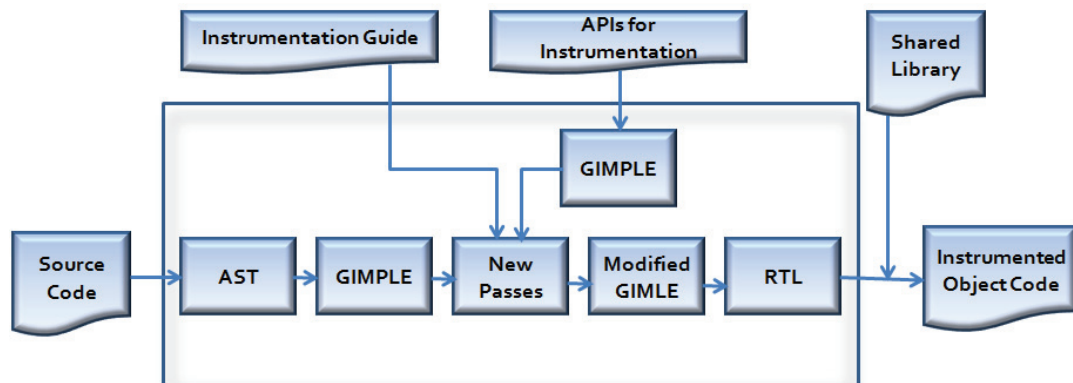 Instrumentation Guide
APIs for
Instrumentation
Shared
Library
GIMPLE
Source
Code
AST
GIMPLE
New
Passes
Modified
GIMLE
RTL
Instrumented
Object Code